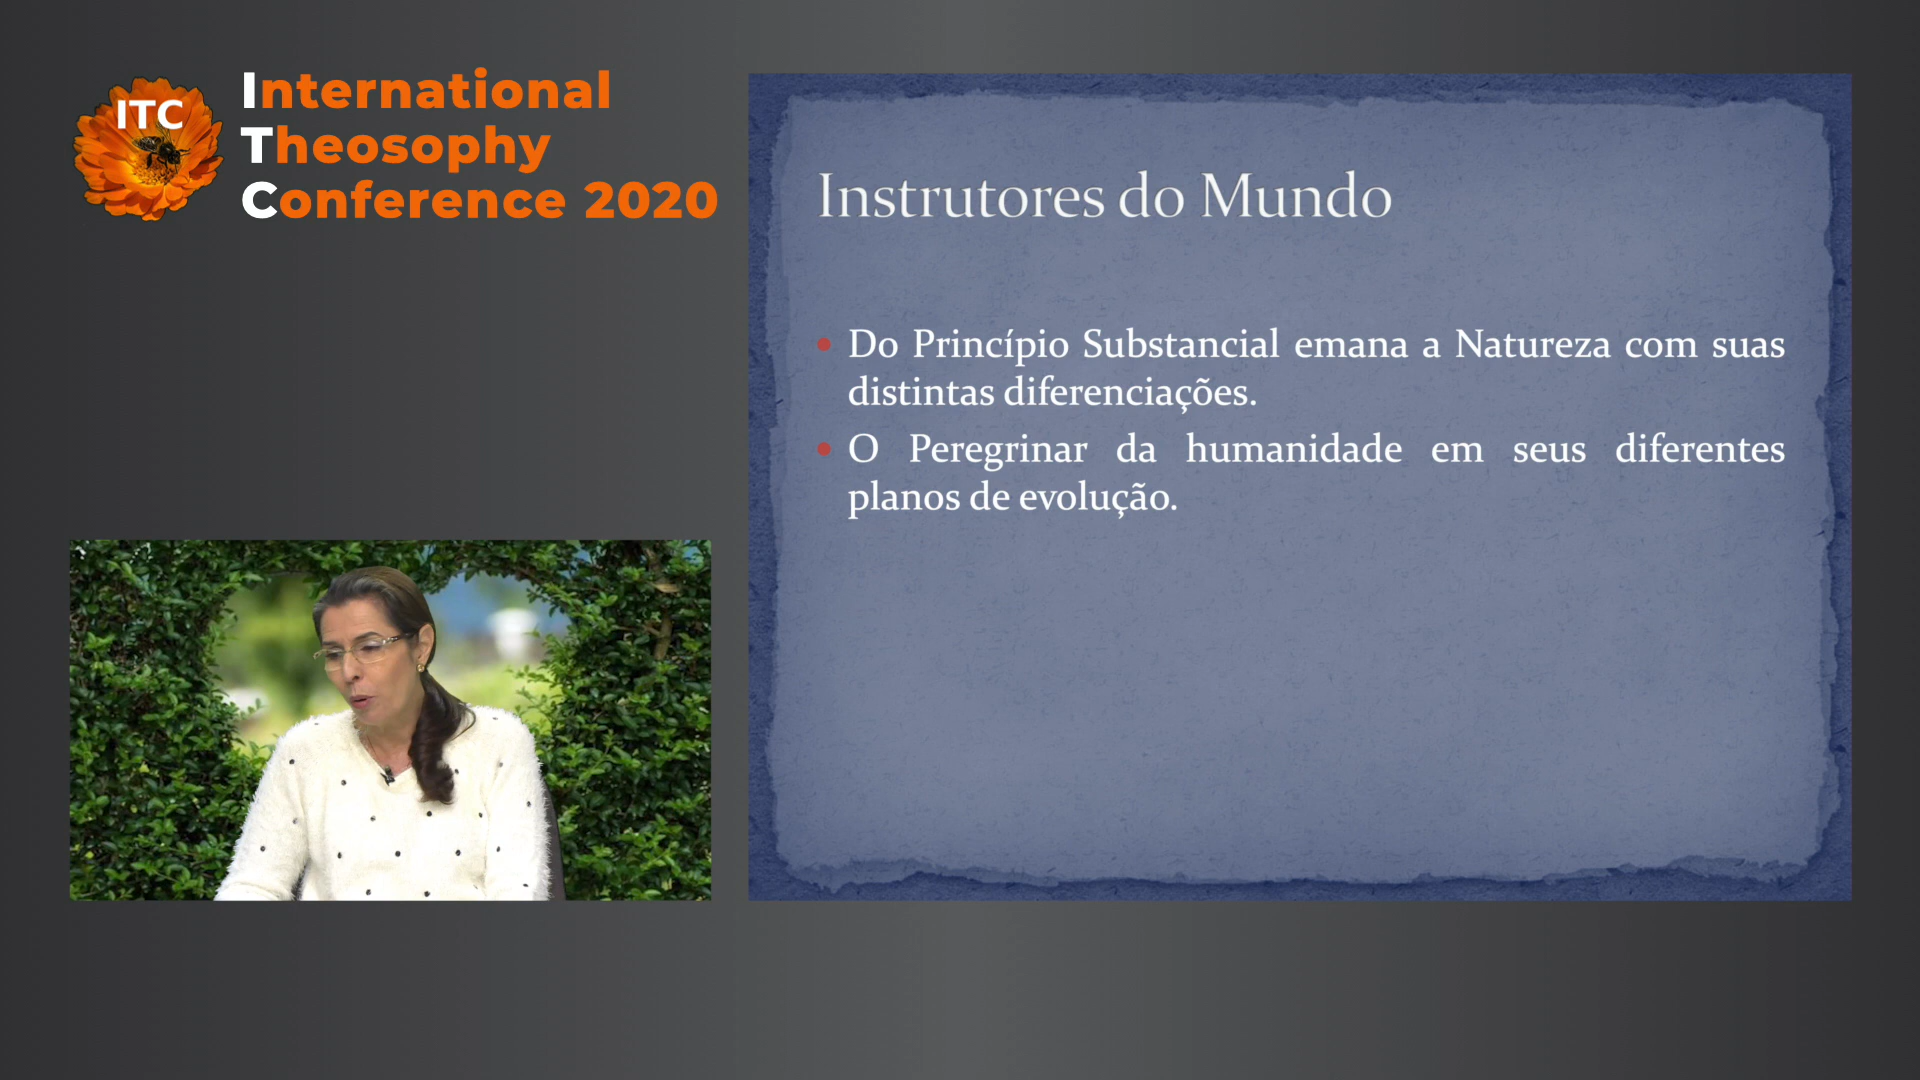 ITC
International
Theosophy
Conference 2020
Instrutores do Mundo
Do Princípio Substancial emana a Natureza com suas
distintas diferenciações.
O Peregrinar da humanidade em seus diferentes
planos de evolução.